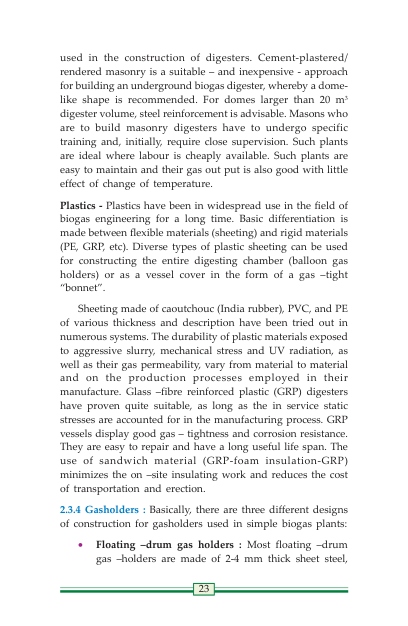 used in the construction of digesters. Cement-plastered/
rendered masonry is a suitable – and inexpensive - approach
for building an underground biogas digester, whereby a dome-
like shape is recommended. For domes larger than 20 m³
digester volume, steel reinforcement is advisable. Masons who
are to build masonry digesters have to undergo specific
training and, initially, require close supervision. Such plants
are ideal where labour is cheaply available. Such plants are
easy to maintain and their gas out put is also good with little
effect of change of temperature.
Plastics - Plastics have been in widespread use in the field of
biogas engineering for a long time. Basic differentiation is
made between flexible materials (sheeting) and rigid materials
(PE, GRP, etc). Diverse types of plastic sheeting can be used
for constructing the entire digesting chamber (balloon gas
holders) or as a vessel cover in the form of a gas –tight
“bonnet”.
Sheeting made of caoutchouc (India rubber), PVC, and PE
of various thickness and description have been tried out in
numerous systems. The durability of plastic materials exposed
to aggressive slurry, mechanical stress and UV radiation, as
well as their gas permeability, vary from material to material
and on the production processes employed in their
manufacture. Glass –fibre reinforced plastic (GRP) digesters
have proven quite suitable, as long as the in service static
stresses are accounted for in the manufacturing process. GRP
vessels display good gas – tightness and corrosion resistance.
They are easy to repair and have a long useful life span. The
use of sandwich material (GRP-foam insulation-GRP)
minimizes the on –site insulating work and reduces the cost
of transportation and erection.
2.3.4 Gasholders : Basically, there are three different designs
of construction for gasholders used in simple biogas plants:
• Floating –drum gas holders : Most floating –drum
gas –holders are made of 2-4 mm thick sheet steel,
23